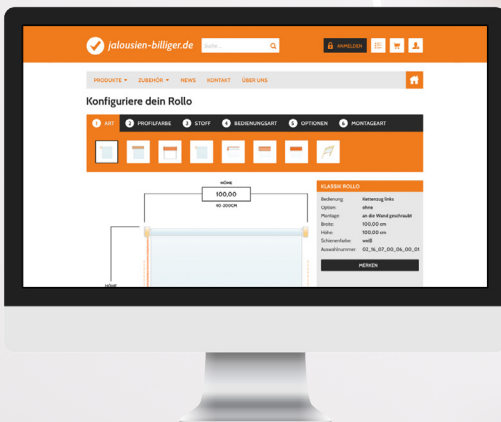 jalousien-billiger.de
Suche ...
ANMELDEN
PRODUKTE
ZUBEHÖR
NEWS
KONTAKT
ÜBER UNS
Konfiguriere dein Rollo
1 ART
2 PROFILFARBE
3 STOFF
4 BEDIENUNGSART
5 OPTIONEN
6 MONTAGEART
HÖHE
100,00
40-200CM
HÖHE
KLASSIK ROLLO
Bedienung: Kettenzug links
Option: ohne
Montage: an die Wand geschraubt
Breite: 100,00 cm
Höhe: 100,00 cm
Schienenfarbe: weiß
Auswahlnummer: 02_16_07_00_06_00_01
MERKEN